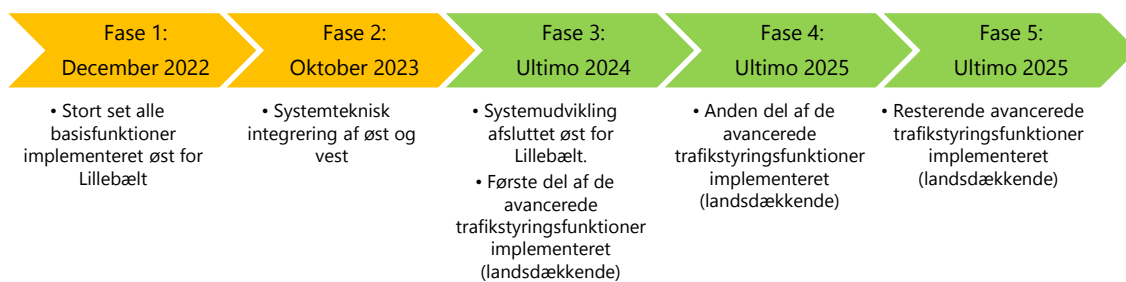 Fase 1:
December 2022
• Stort set alle
basisfunktioner
implementeret øst for
Lillebælt
Fase 2:
Oktober 2023
• Systemteknisk
integrering af øst og
vest
Fase 3:
Ultimo 2024
• Systemudvikling
afsluttet øst for
Lillebælt.
• Første del af de
avancerede
trafikstyringsfunktioner
implementeret
(landsdækkende)
Fase 4:
Ultimo 2025
• Anden del af de
avancerede
trafikstyringsfunktioner
implementeret
(landsdækkende)
Fase 5:
Ultimo 2025
• Resterende avancerede
trafikstyringsfunktioner
implementeret
(landsdækkende)